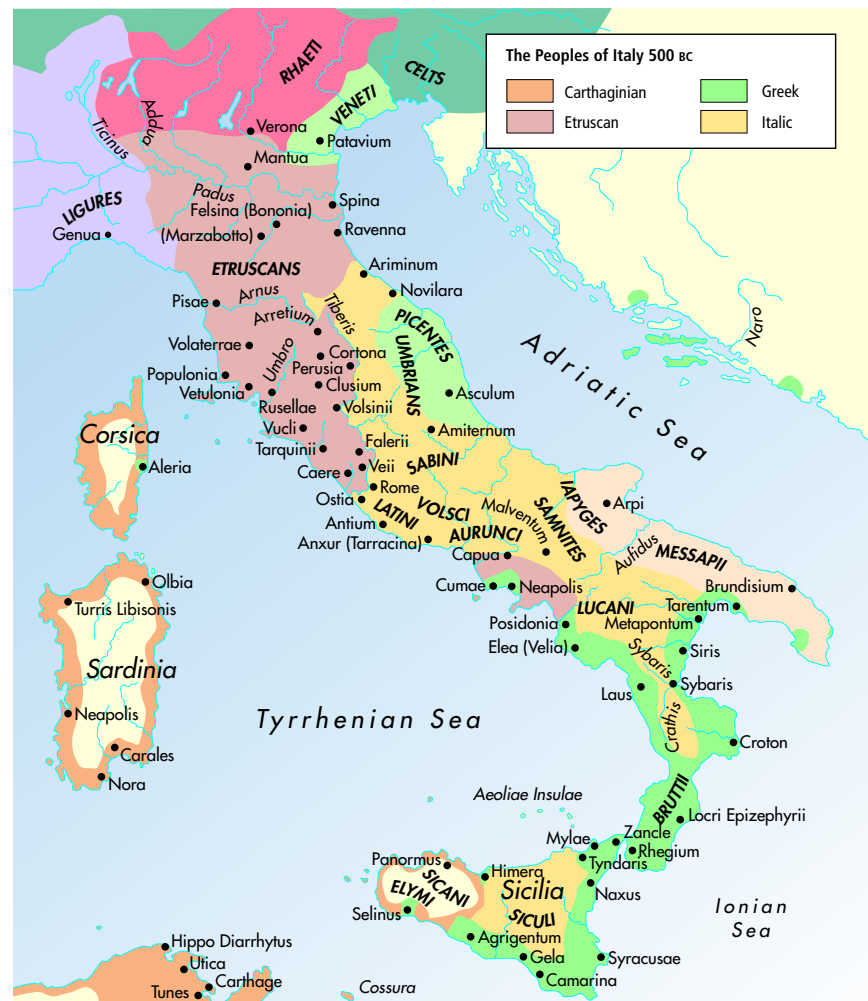 The Peoples of Italy 500 BC
Carthaginian
Greek
Etruscan
Italic
RHAETI
CELTS
VENETI
Addua
Ticinus
Verona
Patavium
Mantua
Padus
LIGURES
Genua
Felsina (Bononia)
(Marzabotto)
Spina
Ravenna
ETRUSCANS
Ariminum
Novilara
Pisae
Arnus
Arretium
Tiberis
PICENTES
UMBRIANS
Naro
Adriatic Sea
Volaterrae
Umbro
Cortona
Perusia
Populonia
Clusium
Vetulonia
Asculum
Rusellae
Volsinii
Vucli
Amiternum
Corsica
Tarquinii
Falerii
SABINI
Aleria
Caere
Veii
Rome
IAPYGES
Arpi
Ostia
LATINI
VOLSCI
Malventum
SAMNITES
Antium
AURUNCI
Anxur (Tarracina)
Capua
Aufidus
MESSAPII
Olbia
Cumae
Neapolis
Brundisium
Turris Libisonis
LUCANI
Tarentum
Posidonia
Metapontum
Elea (Velia)
Sybaris
Siris
Sardinia
Laus
Sybaris
Neapolis
Tyrrhenian Sea
Crathis
Croton
Carales
Nora
Aeoliae Insulae
BRUTTII
Locri Epizephyrii
Mylae
Zancle
Rhegium
Panormus
Tyndaris
Himera
SICANI
ELYMI
Sicilia
Naxus
Selinus
SICULI
Ionian
Sea
Agrigentum
Hippo Diarrhytus
Utica
Gela
Syracusae
Carthage
Camarina
Tunes
Cossura